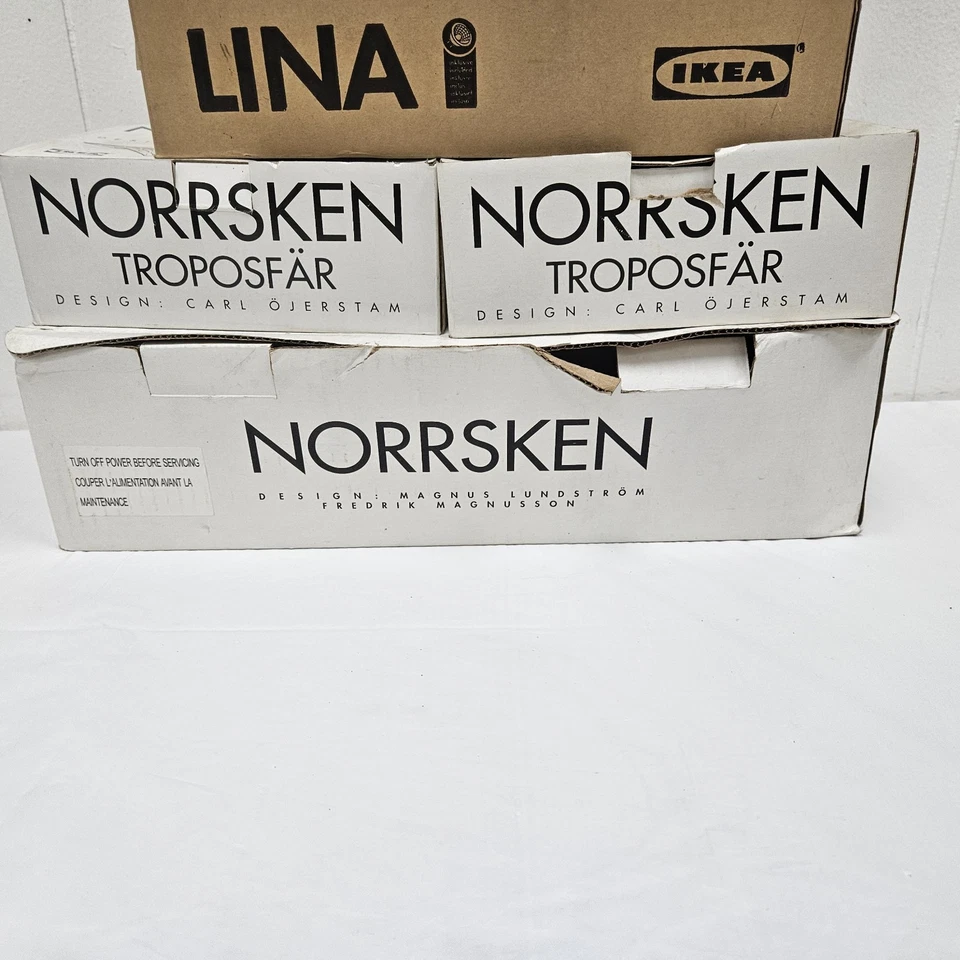 LINA
IKEA
NORRSKEN
TROPOSFÄR
DESIGN: CARL ÖJERSTAM
NORRSKEN
TROPOSFÄR
DESIGN: CARL ÖJERSTAM
TURN OFF POWER BEFORE SERVICING
COUPER L'ALIMENTATION AVANT LA
MAINTENANCE
NORRSKEN
DESIGN: MAGNUS LUNDSTRÖM
FREDRIK MAGNUSSON